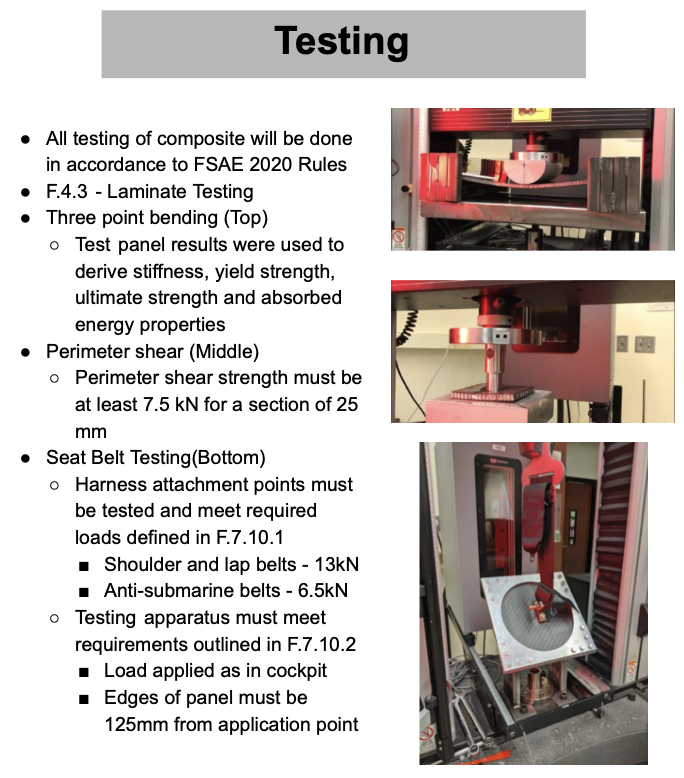 Testing
● All testing of composite will be done
in accordance to FSAE 2020 Rules
● F.4.3 - Laminate Testing
● Three point bending (Top)
○ Test panel results were used to
derive stiffness, yield strength,
ultimate strength and absorbed
energy properties
● Perimeter shear (Middle)
○ Perimeter shear strength must be
at least 7.5 kN for a section of 25
mm
● Seat Belt Testing(Bottom)
○ Harness attachment points must
be tested and meet required
loads defined in F.7.10.1
■ Shoulder and lap belts - 13kN
■ Anti-submarine belts - 6.5kN
○ Testing apparatus must meet
requirements outlined in F.7.10.2
■ Load applied as in cockpit
■ Edges of panel must be
125mm from application point